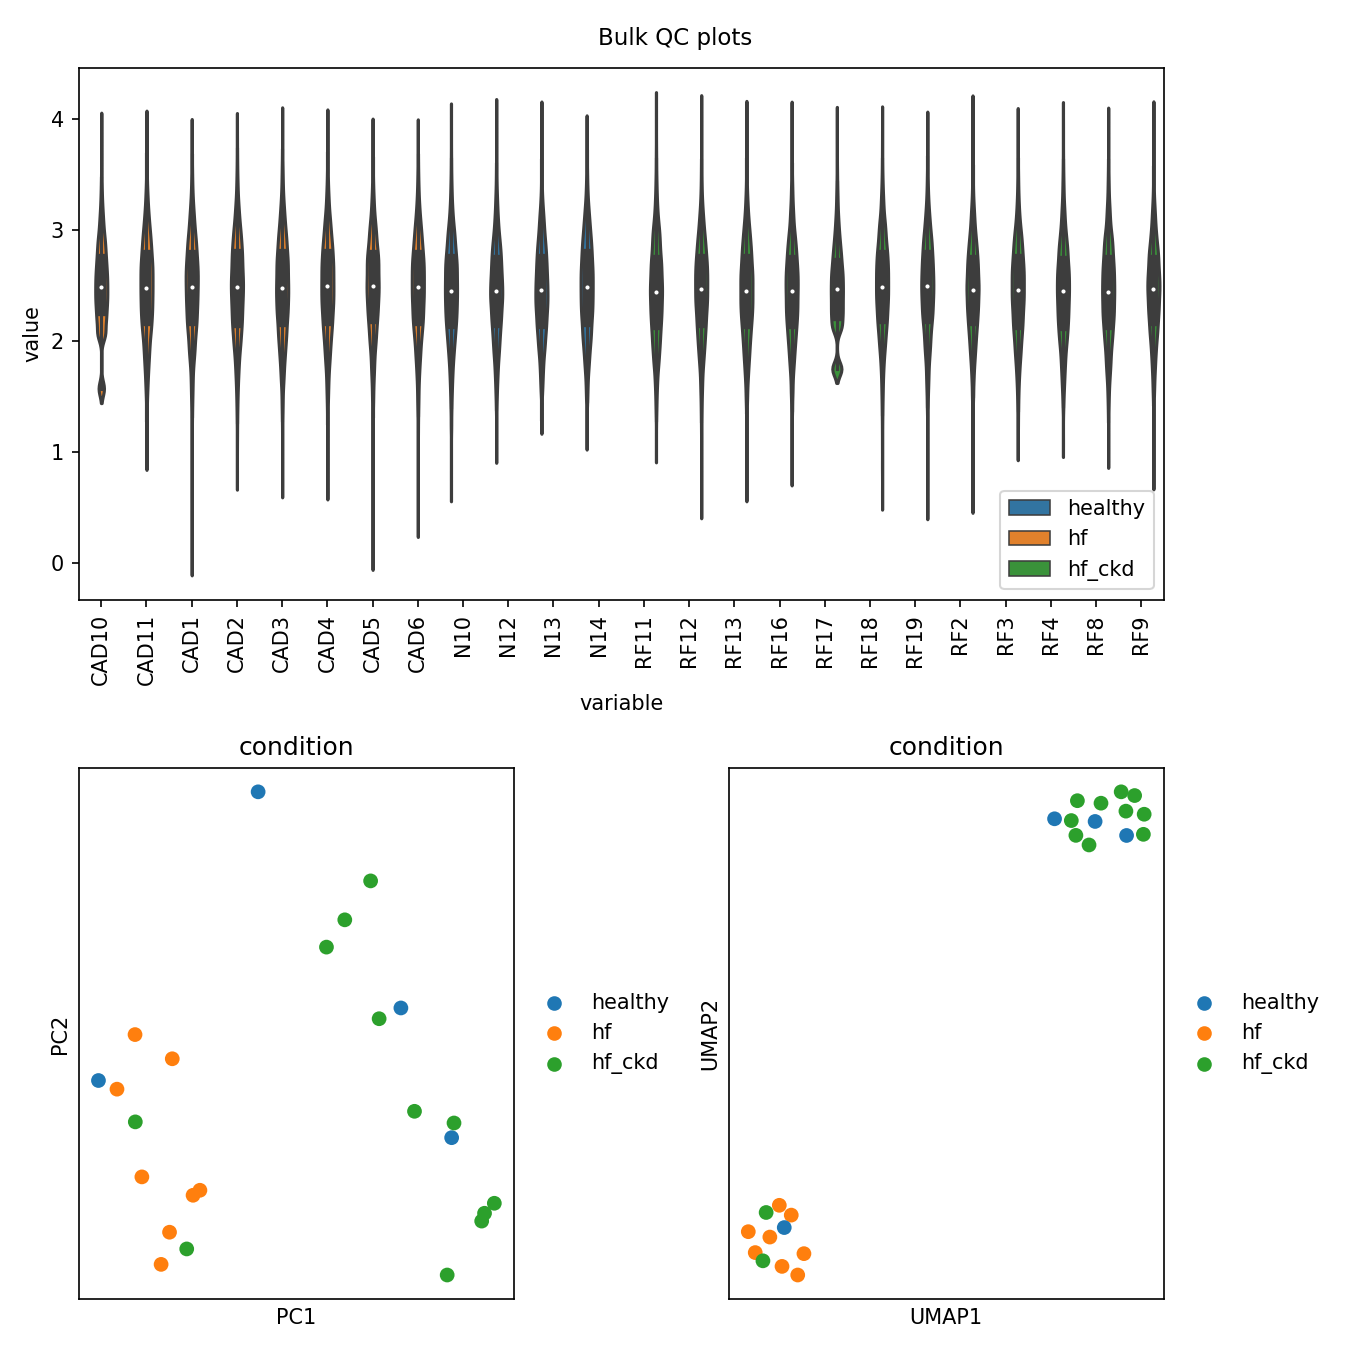 Bulk QC plots
4
3
2
1
0
value
healthy
hf
hf_ckd
CAD10 CAD11 CAD1 CAD2 CAD3 CAD4 CAD5 CAD6 N10 N12 N13 N14 RF11 RF12 RF13 RF16 RF17 RF18 RF19 RF2 RF3 RF4 RF8 RF9
variable
condition
PC2
healthy
hf
hf_ckd
PC1
condition
UMAP2
healthy
hf
hf_ckd
UMAP1